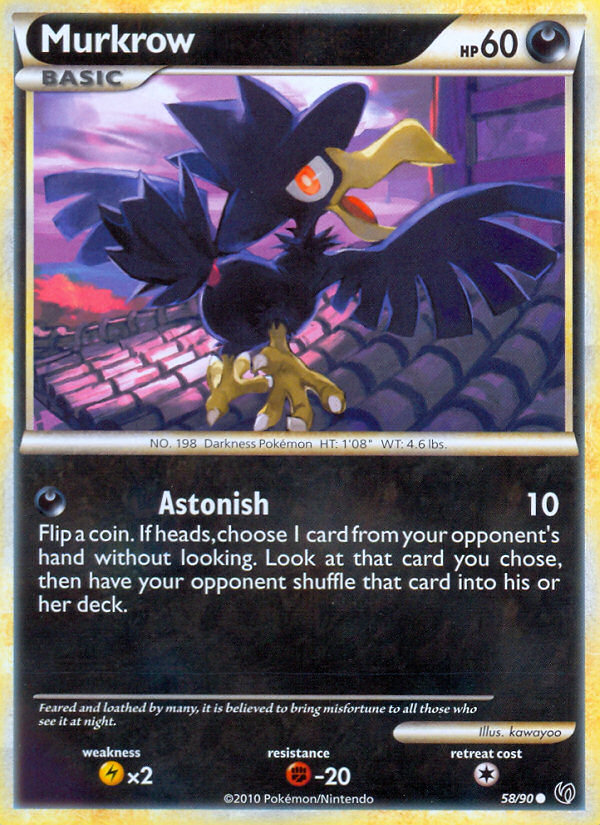 Murkrow
HP60
BASIC
NO. 198 Darkness Pokémon HT: 1'08" WT: 4.6 lbs.
Astonish 10
Flip a coin. If heads, choose 1 card from your opponent's
hand without looking. Look at that card you chose,
then have your opponent shuffle that card into his or
her deck.
Feared and loathed by many, it is believed to bring misfortune to all those who
see it at night.
Illus. kawayoo
weakness resistance retreat cost
×2 -20
©2010 Pokémon/Nintendo 58/90